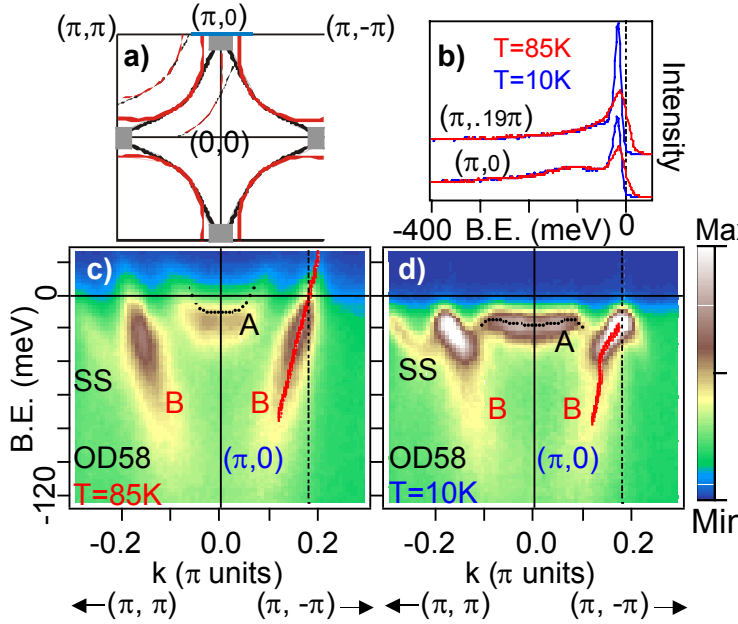 (π,π)
(π,0)
(π,-π)
a)
(0,0)
b)
T=85K
T=10K
(π,.19π)
(π,0)
Intensity
-400 B.E. (meV) 0
c)
0
A
SS
B
B
OD58
(π,0)
T=85K
B.E. (meV)
-120
-0.2 0.0 0.2
k (π units)
(π, π)
(π, -π)
d)
A
SS
B
B
OD58
(π,0)
T=10K
-0.2 0.0 0.2
k (π units)
(π, π)
(π, -π)
Max
Min